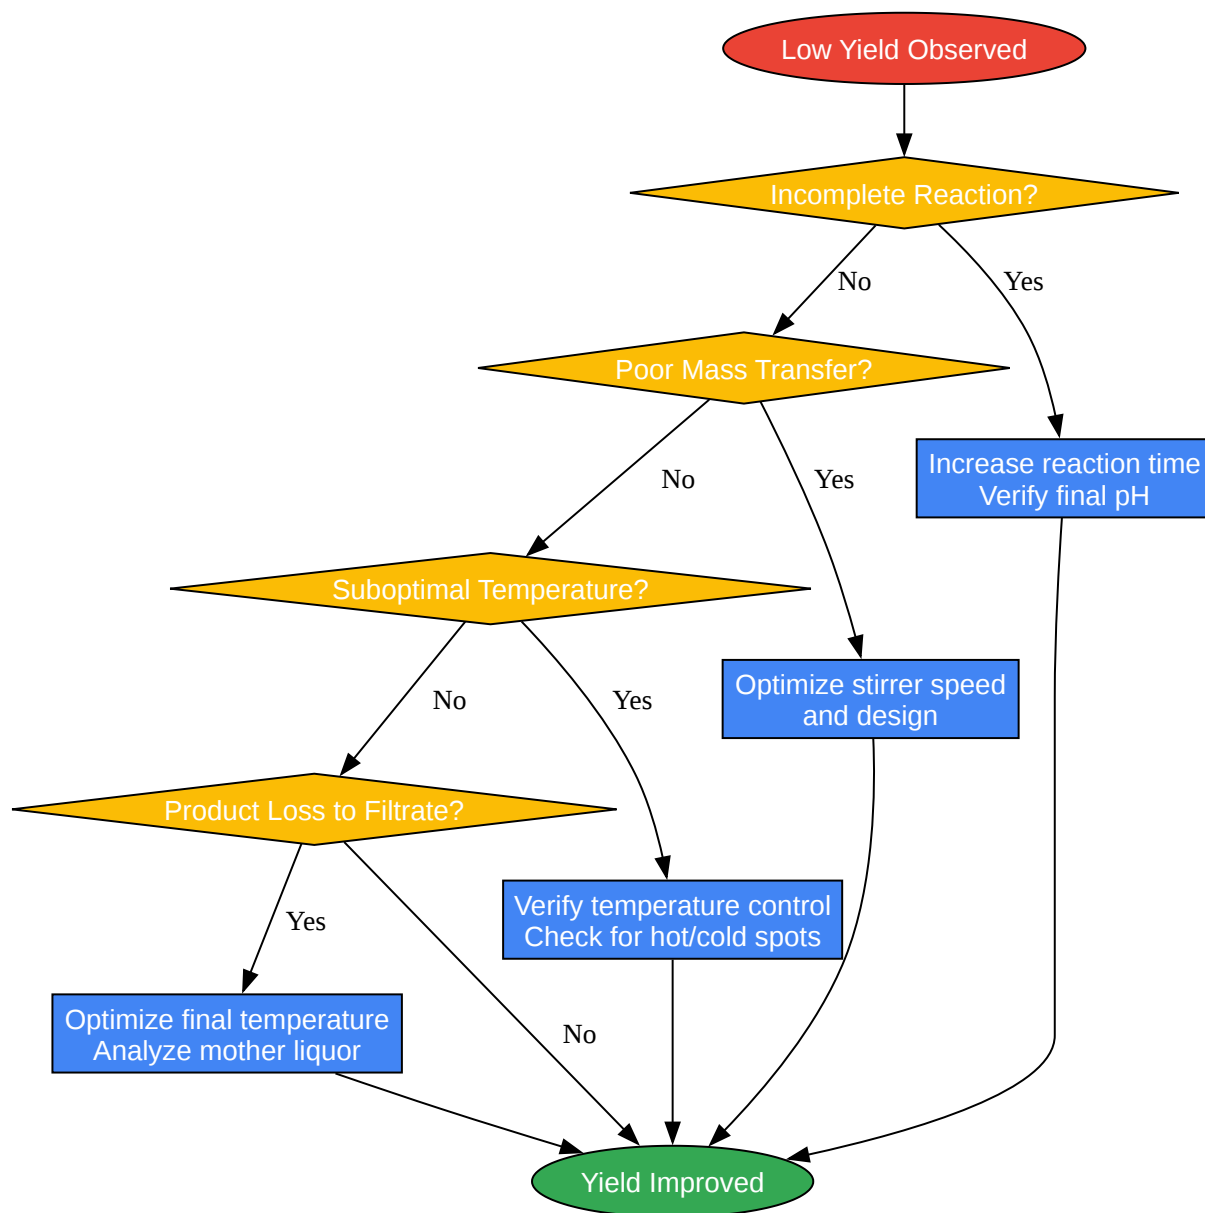 Low Yield Observed
Incomplete Reaction?
No
Yes
Poor Mass Transfer?
No
Yes
Increase reaction time
Verify final pH
Suboptimal Temperature?
No
Yes
Optimize stirrer speed
and design
Product Loss to Filtrate?
Yes
No
Verify temperature control
Check for hot/cold spots
Optimize final temperature
Analyze mother liquor
Yield Improved